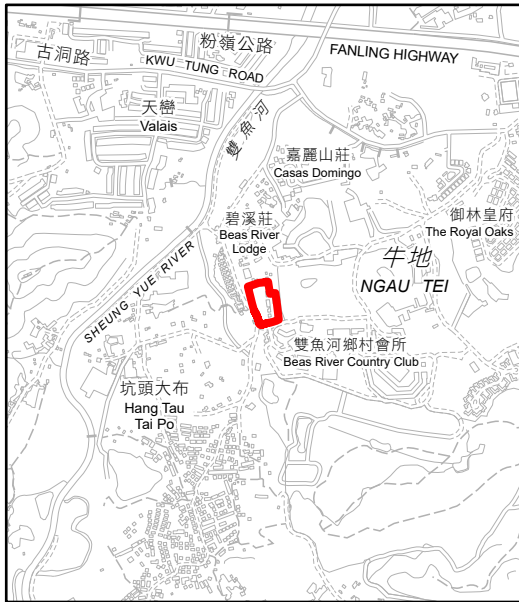 粉嶺公路
FANLING HIGHWAY
古洞路
KWU TUNG ROAD
天巒
Valais
雙魚河
SHEUNG YUE RIVER
嘉麗山莊
Casas Domingo
碧溪莊
Beas River
Lodge
御林皇府
The Royal Oaks
牛地
NGAU TEI
雙魚河鄉村會所
Beas River Country Club
坑頭大布
Hang Tau
Tai Po